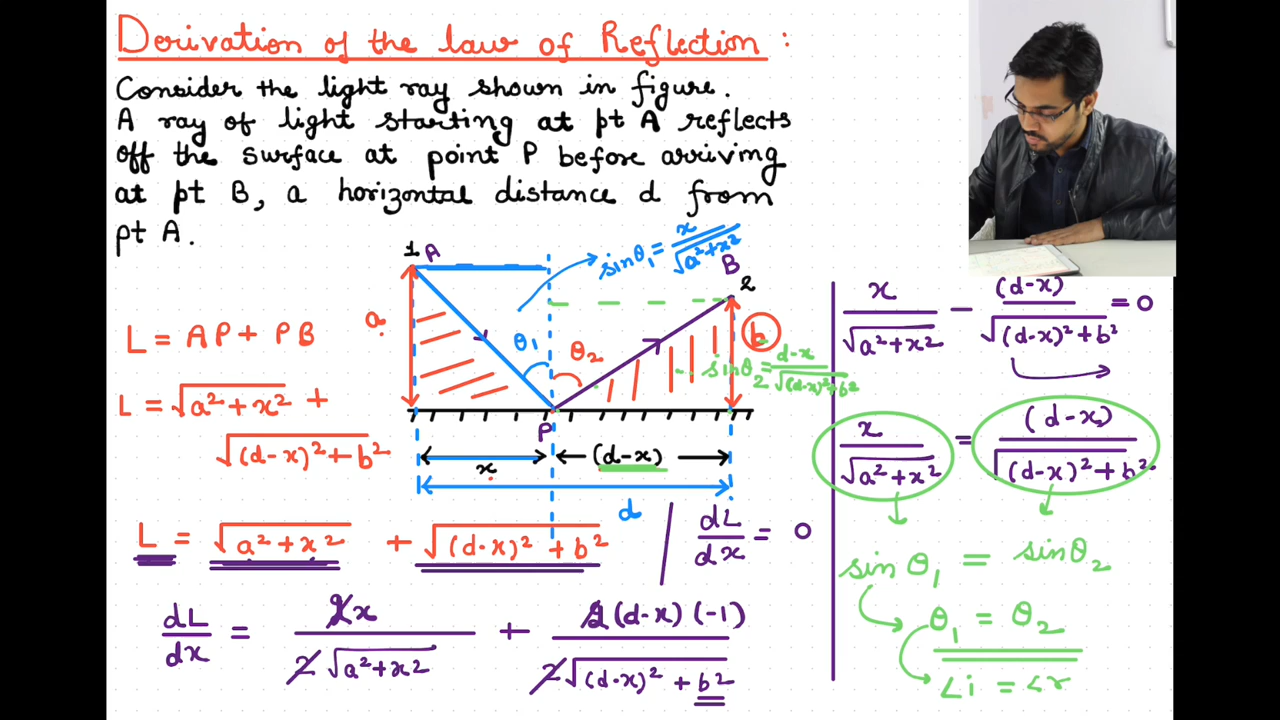 Derivation of the law of Reflection :
Consider the light ray shown in figure.
A ray of light starting at pt A reflects
off the surface at point P before arriving
at pt B, a horizontal distance d from
pt A.
1 A
sinθ₁ = x/√(a²+x²)
B
2
a
θ₁
θ₂
b
sinθ₂ = (d-x)/√((d-x)²+b²)
P
x
(d-x)
d
L = AP + PB
L = √(a²+x²) +
√((d-x)²+b²)
L = √(a²+x²) + √((d-x)²+b²)
dL/dx = 0
dL/dx = 2x/2√(a²+x²) + 2(d-x)(-1)/2√((d-x)²+b²)
x/√(a²+x²) - (d-x)/√((d-x)²+b²) = 0
x/√(a²+x²) = (d-x)/√((d-x)²+b²)
sinθ₁ = sinθ₂
θ₁ = θ₂
∠i = ∠r